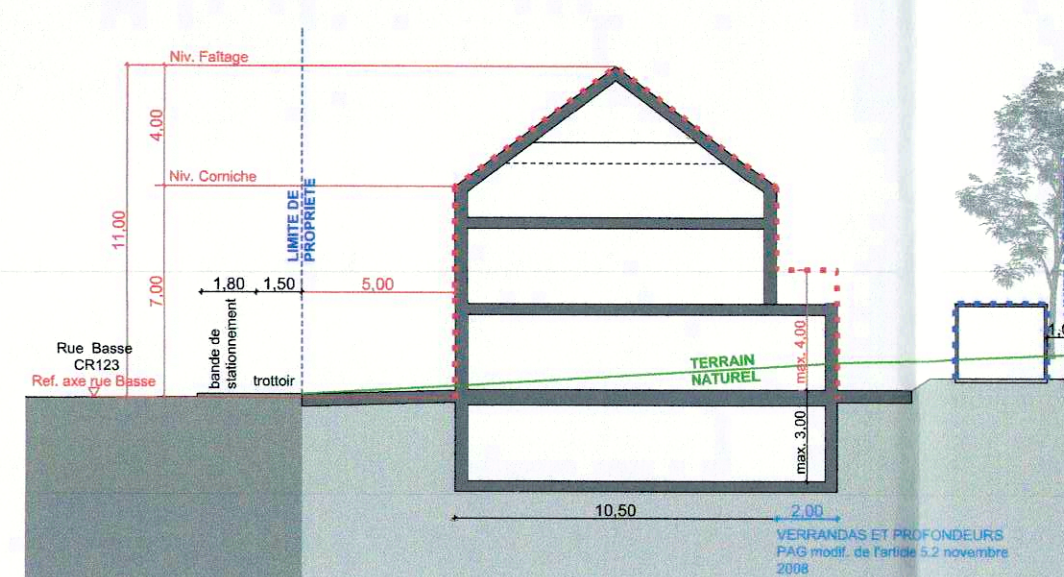 Niv. Faîtage
4,00
Niv. Corniche
11,00
7,00
LIMITE DE
PROPRIETE
1,80
1,50
5,00
Rue Basse
CR123
Ref. axe rue Basse
bande de
stationnement
trottoir
TERRAIN
NATUREL
max. 4,00
max. 3,00
10,50
2,00
VERRANDAS ET PROFONDEURS
PAG modif. de l'article 5.2 novembre
2008